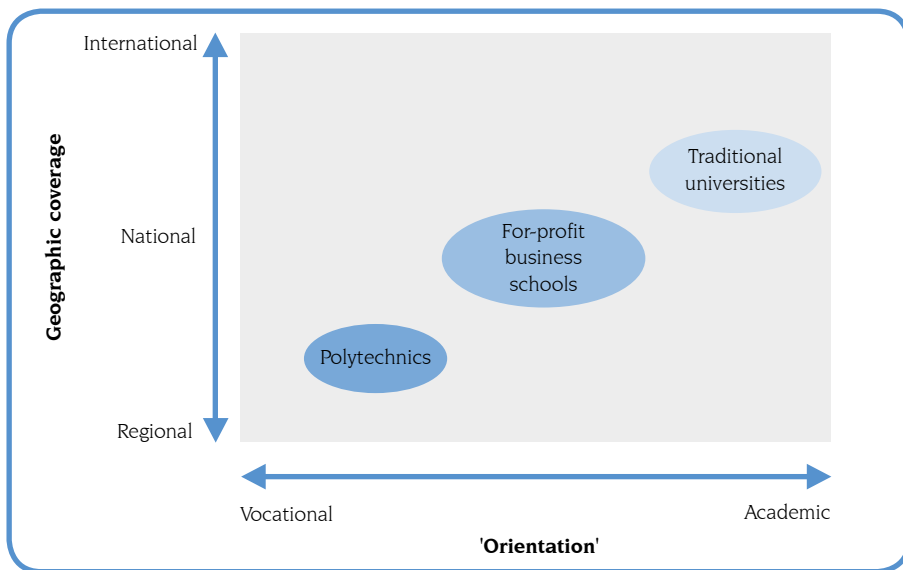 International
Geographic coverage
National
Regional
Traditional
universities
For-profit
business
schools
Polytechnics
Vocational
Academic
'Orientation'